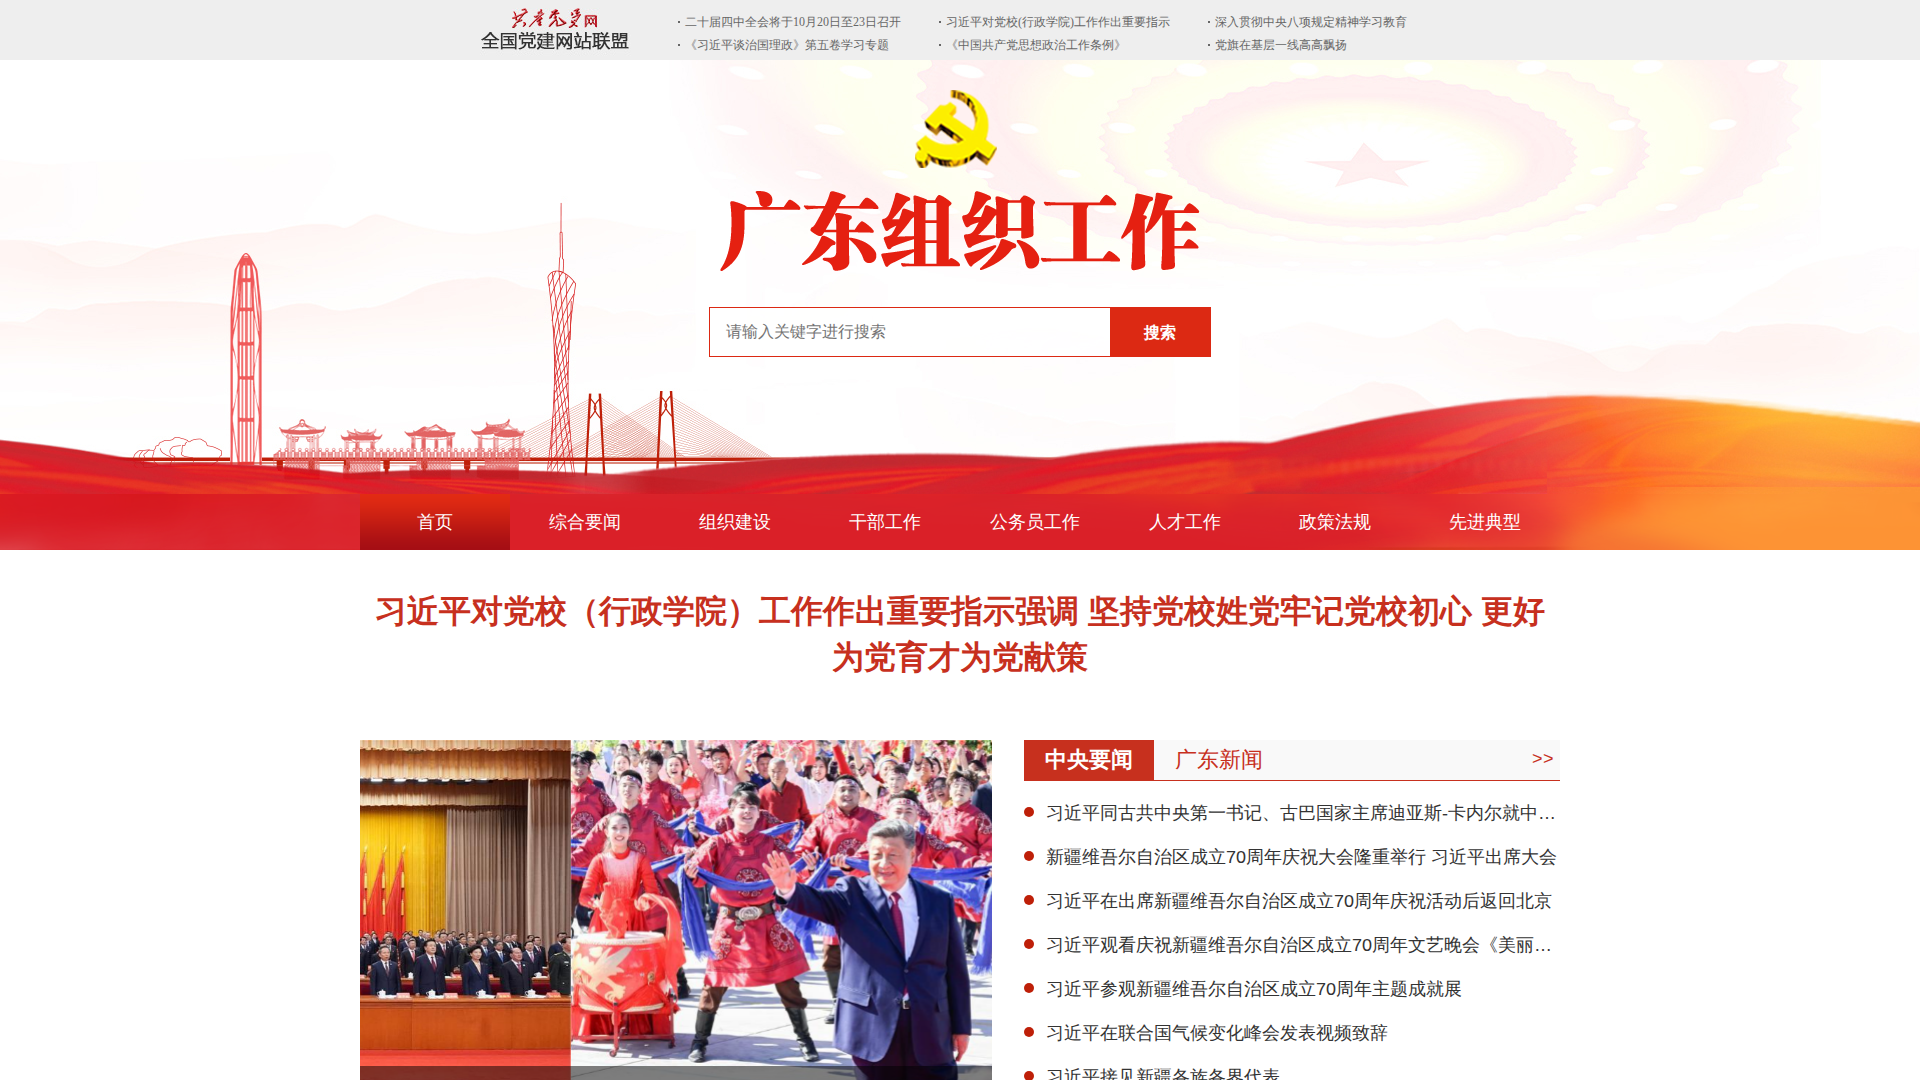 共产党员网
全国党建网站联盟
· 二十届四中全会将于10月20日至23日召开
· 习近平对党校(行政学院)工作作出重要指示
· 深入贯彻中央八项规定精神学习教育
· 《习近平谈治国理政》第五卷学习专题
· 《中国共产党思想政治工作条例》
· 党旗在基层一线高高飘扬
广东组织工作
请输入关键字进行搜索
搜索
首页
综合要闻
组织建设
干部工作
公务员工作
人才工作
政策法规
先进典型
习近平对党校（行政学院）工作作出重要指示强调 坚持党校姓党牢记党校初心 更好
为党育才为党献策
中央要闻
广东新闻
>>
习近平同古共中央第一书记、古巴国家主席迪亚斯-卡内尔就中…
新疆维吾尔自治区成立70周年庆祝大会隆重举行 习近平出席大会
习近平在出席新疆维吾尔自治区成立70周年庆祝活动后返回北京
习近平观看庆祝新疆维吾尔自治区成立70周年文艺晚会《美丽…
习近平参观新疆维吾尔自治区成立70周年主题成就展
习近平在联合国气候变化峰会发表视频致辞
习近平接见新疆各族各界代表